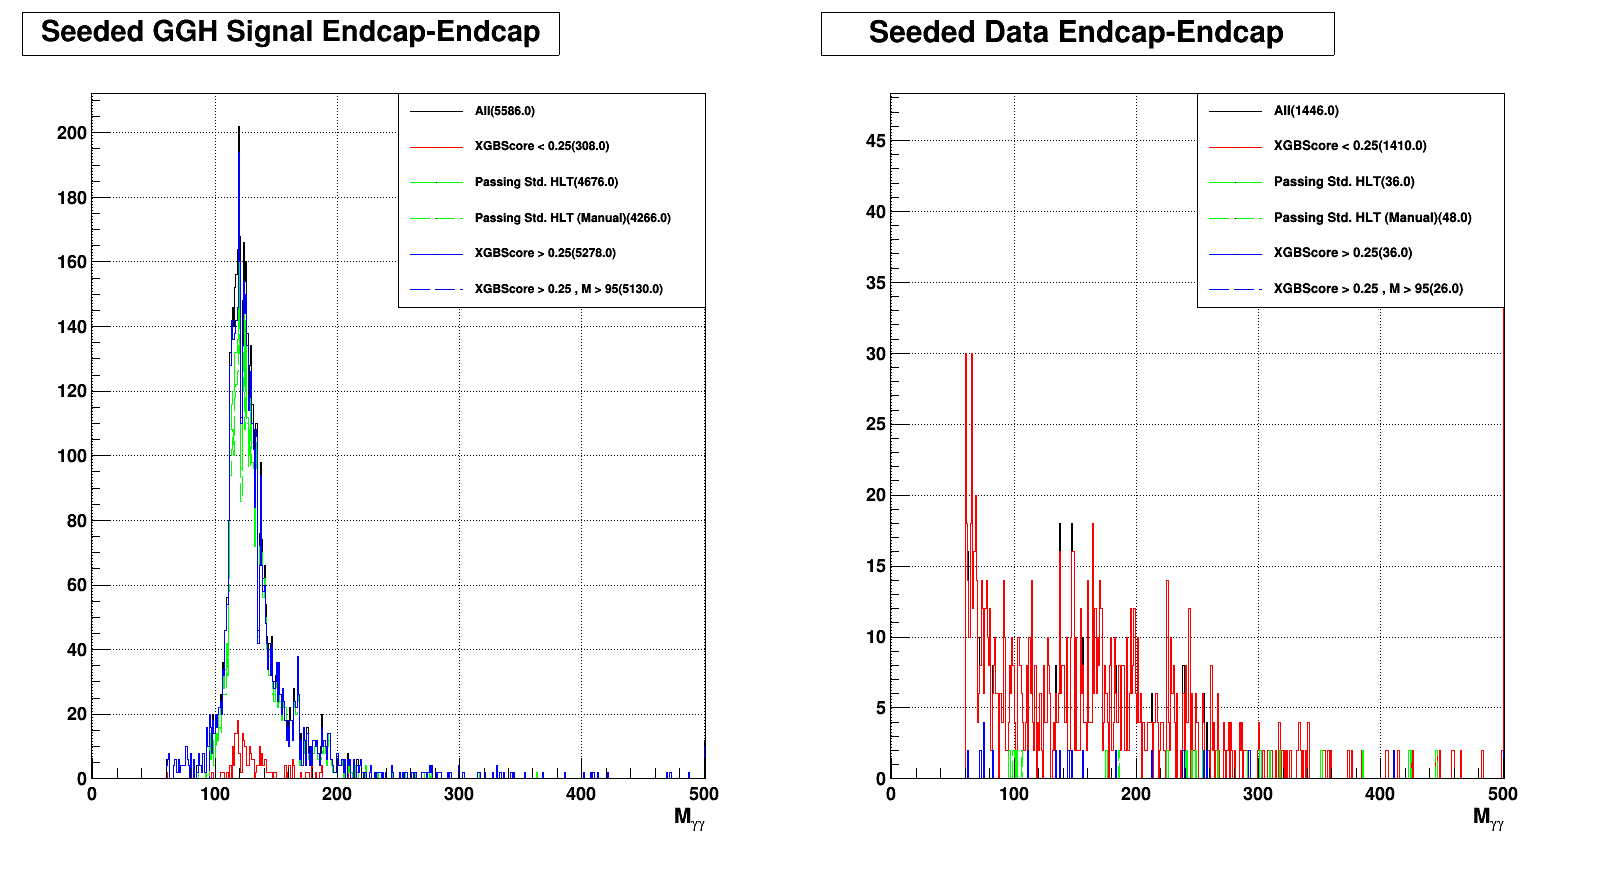 Seeded GGH Signal Endcap-Endcap
All(5586.0)
XGBScore < 0.25(308.0)
Passing Std. HLT(4676.0)
Passing Std. HLT (Manual)(4266.0)
XGBScore > 0.25(5278.0)
XGBScore > 0.25 , M > 95(5130.0)
200
180
160
140
120
100
80
60
40
20
0
0 100 200 300 400 500
Mγγ
Seeded Data Endcap-Endcap
All(1446.0)
XGBScore < 0.25(1410.0)
Passing Std. HLT(36.0)
Passing Std. HLT (Manual)(48.0)
XGBScore > 0.25(36.0)
XGBScore > 0.25 , M > 95(26.0)
45
40
35
30
25
20
15
10
5
0
0 100 200 300 400 500
Mγγ